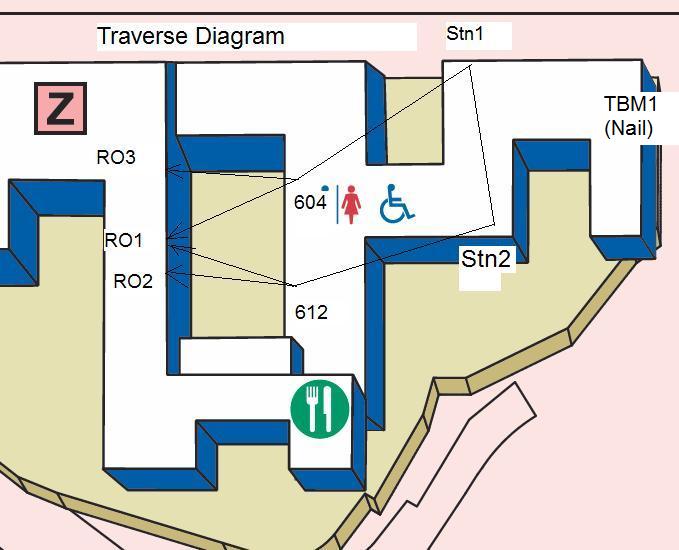 Traverse Diagram
Stn1
Z
TBM1
(Nail)
RO3
604
RO1
Stn2
RO2
612